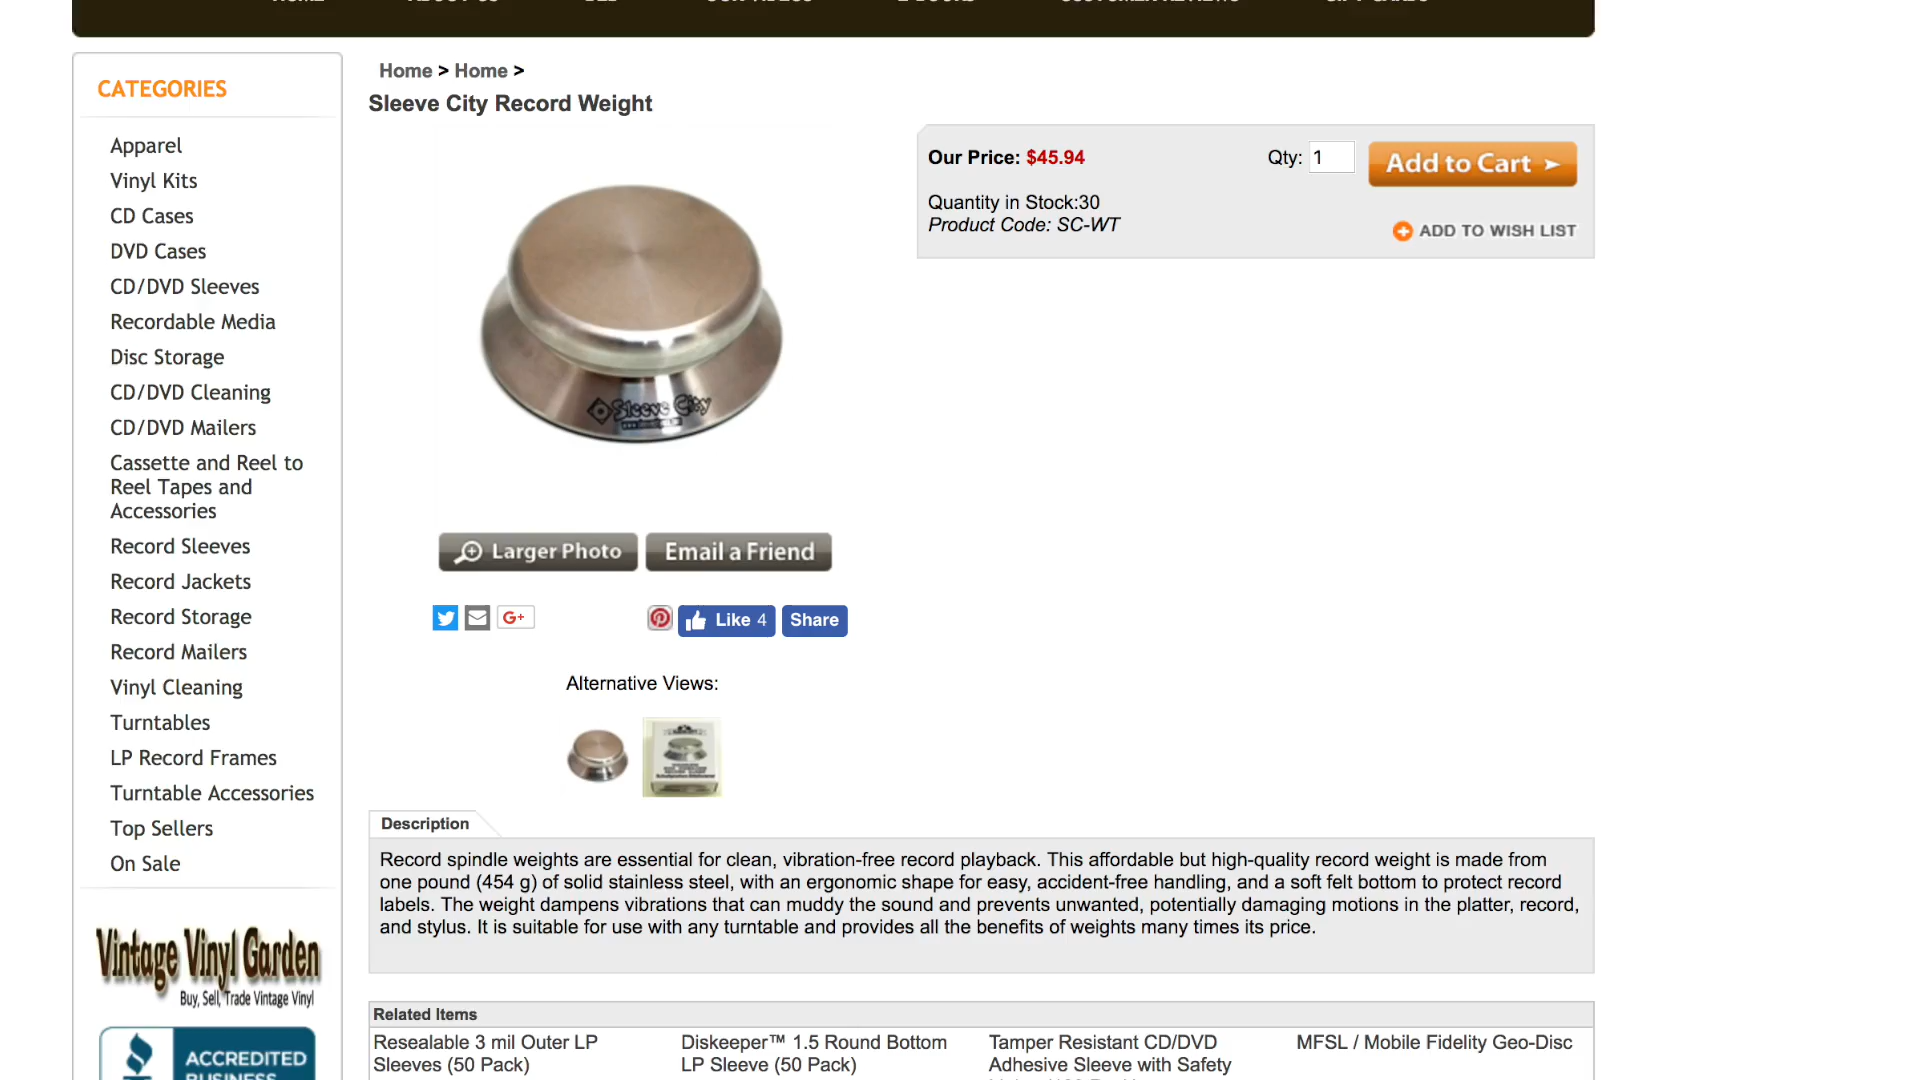 CATEGORIES
Apparel
Vinyl Kits
CD Cases
DVD Cases
CD/DVD Sleeves
Recordable Media
Disc Storage
CD/DVD Cleaning
CD/DVD Mailers
Cassette and Reel to
Reel Tapes and
Accessories
Record Sleeves
Record Jackets
Record Storage
Record Mailers
Vinyl Cleaning
Turntables
LP Record Frames
Turntable Accessories
Top Sellers
On Sale
Vintage Vinyl Garden
Buy, Sell, Trade Vintage Vinyl
ACCREDITED
BUSINESS
Home > Home >
Sleeve City Record Weight
Sleeve City
Our Price: $45.94
Qty: 1
Add to Cart
Quantity in Stock:30
Product Code: SC-WT
ADD TO WISH LIST
Larger Photo
Email a Friend
G+
Like 4
Share
Alternative Views:
Description
Record spindle weights are essential for clean, vibration-free record playback. This affordable but high-quality record weight is made from
one pound (454 g) of solid stainless steel, with an ergonomic shape for easy, accident-free handling, and a soft felt bottom to protect record
labels. The weight dampens vibrations that can muddy the sound and prevents unwanted, potentially damaging motions in the platter, record,
and stylus. It is suitable for use with any turntable and provides all the benefits of weights many times its price.
Related Items
Resealable 3 mil Outer LP
Sleeves (50 Pack)
Diskeeper™ 1.5 Round Bottom
LP Sleeve (50 Pack)
Tamper Resistant CD/DVD
Adhesive Sleeve with Safety
MFSL / Mobile Fidelity Geo-Disc